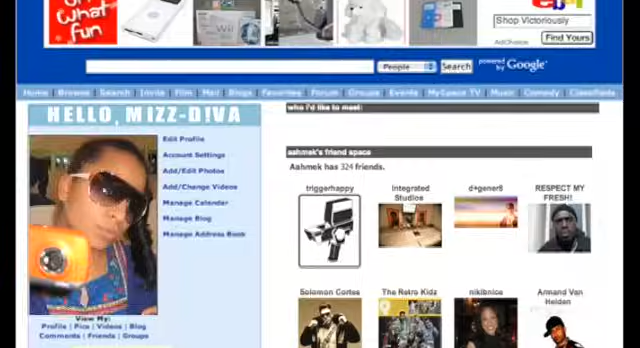 what
fun
Wii
Shop Victoriously
AdChoice
Find Yours
People
Search
powered by Google
Home | Browse | Search | Invite | Film | Mail | Blogs | Favorites | Forum | Groups | Events | MySpace TV | Music | Comedy | Classifieds
HELLO, MIZZ-D!VA
Edit Profile
Account Settings
Add/Edit Photos
Add/Change Videos
Manage Calendar
Manage Blog
Manage Address Book
View My:
Profile | Pics | Videos | Blog
Comments | Friends | Groups
who I'd like to meet:
aahmek's friend space
Aahmek has 324 friends.
triggerhappy
Integrated Studios
d+gener8
RESPECT MY FRESH!
Solomon Cortes
The Retro Kidz
nikibnice
Armand Van Helden